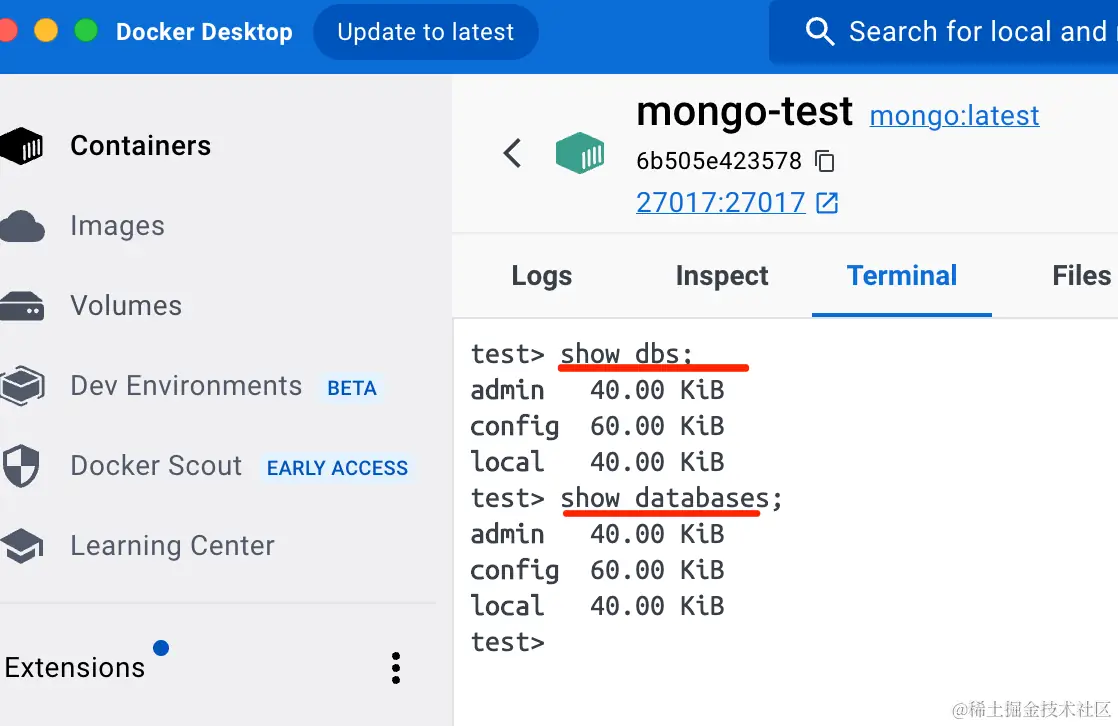 Docker Desktop
Update to latest
Search for local and
Containers
Images
Volumes
Dev Environments BETA
Docker Scout EARLY ACCESS
Learning Center
Extensions
mongo-test mongo:latest
6b505e423578
27017:27017
Logs Inspect Terminal Files
test> show dbs;
admin 40.00 KiB
config 60.00 KiB
local 40.00 KiB
test> show databases;
admin 40.00 KiB
config 60.00 KiB
local 40.00 KiB
test>
@稀土掘金技术社区